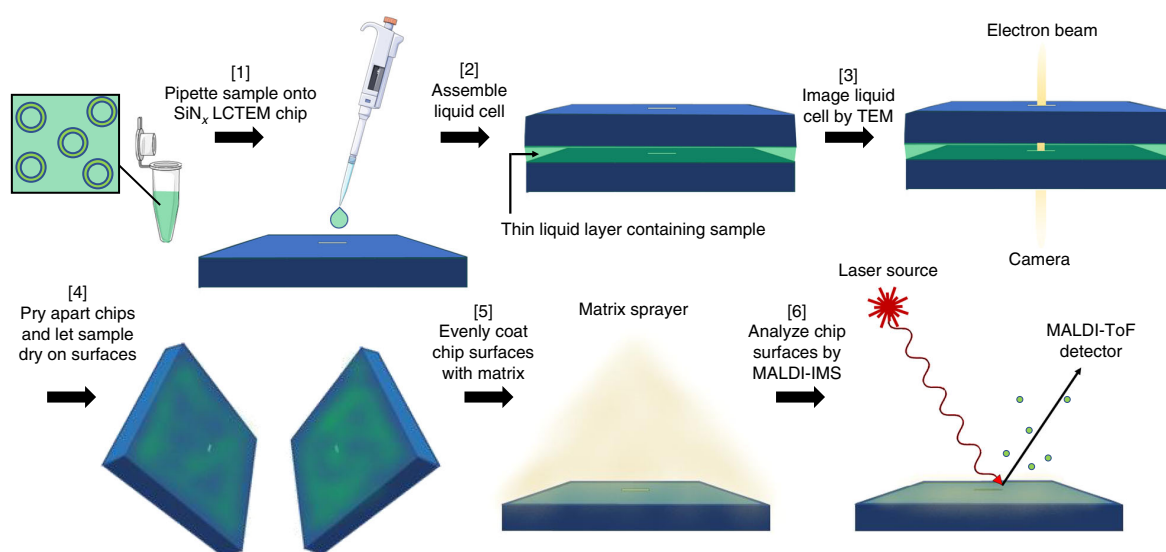 [1]
Pipette sample onto
SiNₓ LCTEM chip
[2]
Assemble
liquid cell
Thin liquid layer containing sample
[3]
Image liquid
cell by TEM
Electron beam
Camera
[4]
Pry apart chips
and let sample
dry on surfaces
[5]
Evenly coat
chip surfaces
with matrix
Matrix sprayer
[6]
Analyze chip
surfaces by
MALDI-IMS
Laser source
MALDI-ToF
detector